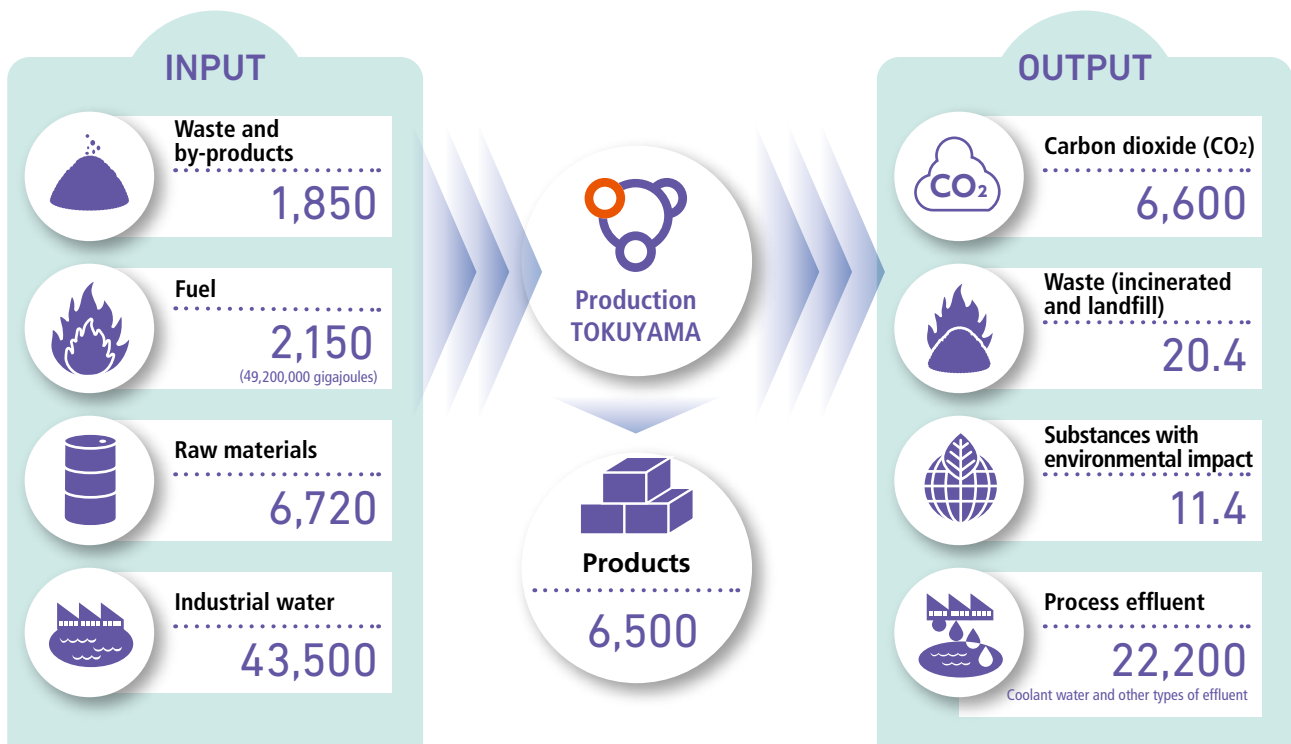 INPUT
Waste and
by-products
1,850
Fuel
2,150
(49,200,000 gigajoules)
Raw materials
6,720
Industrial water
43,500
Production
TOKUYAMA
Products
6,500
OUTPUT
Carbon dioxide (CO2)
CO2
6,600
Waste (incinerated
and landfill)
20.4
Substances with
environmental impact
11.4
Process effluent
22,200
Coolant water and other types of effluent